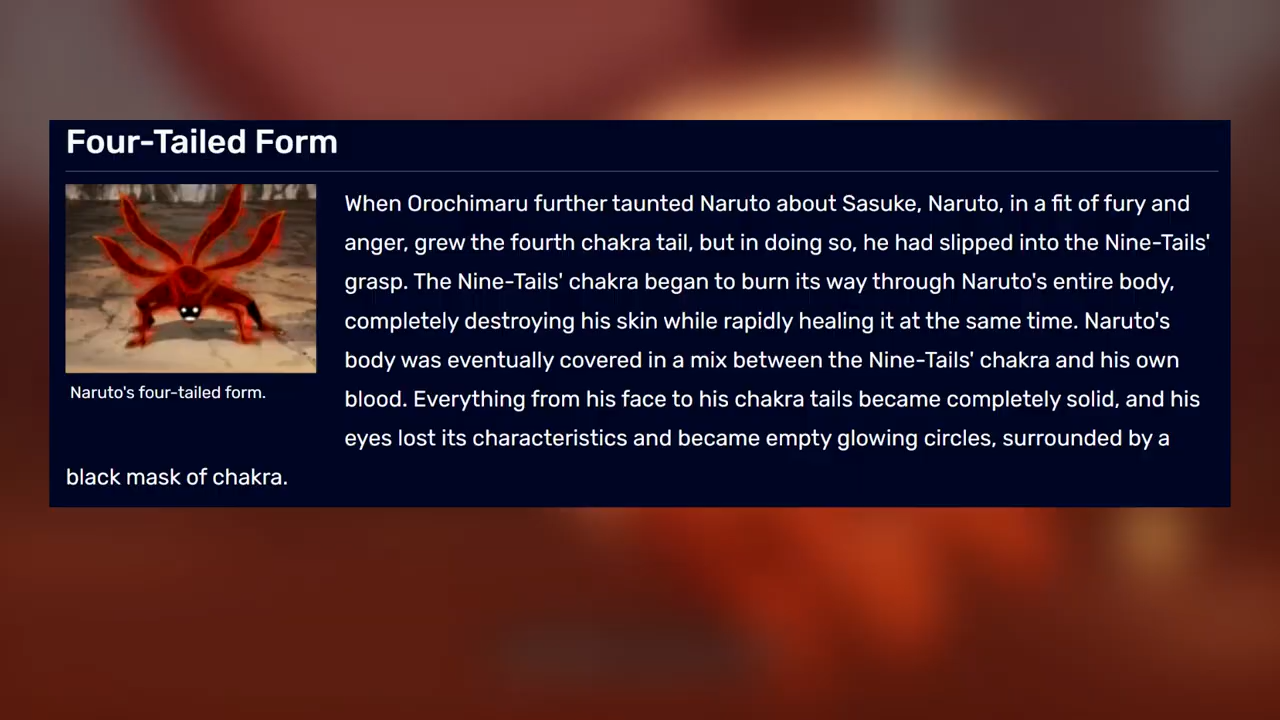 Four-Tailed Form
When Orochimaru further taunted Naruto about Sasuke, Naruto, in a fit of fury and
anger, grew the fourth chakra tail, but in doing so, he had slipped into the Nine-Tails'
grasp. The Nine-Tails' chakra began to burn its way through Naruto's entire body,
completely destroying his skin while rapidly healing it at the same time. Naruto's
body was eventually covered in a mix between the Nine-Tails' chakra and his own
blood. Everything from his face to his chakra tails became completely solid, and his
eyes lost its characteristics and became empty glowing circles, surrounded by a
black mask of chakra.
Naruto's four-tailed form.